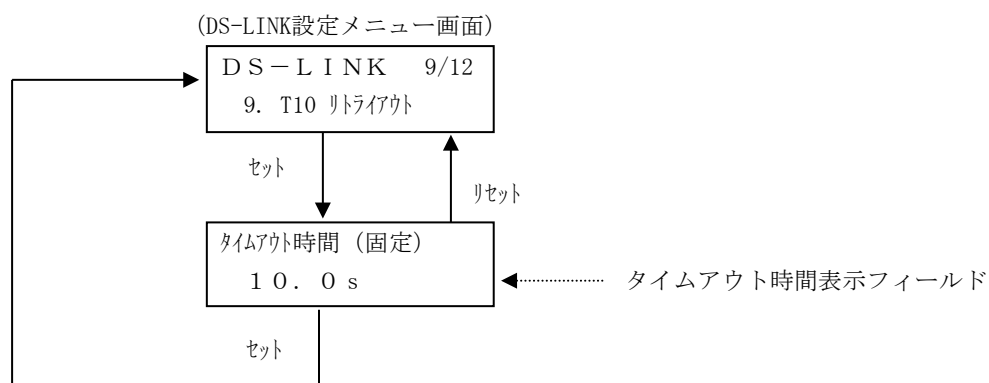 (DS-LINK設定メニュー画面)
ＤＳ－ＬＩＮＫ　9/12
9.　T10 ﾘﾄﾗｲｱｳﾄ
ｾｯﾄ
ﾘｾｯﾄ
ﾀｲﾑｱｳﾄ時間（固定）
１０．０ｓ
タイムアウト時間表示フィールド
ｾｯﾄ